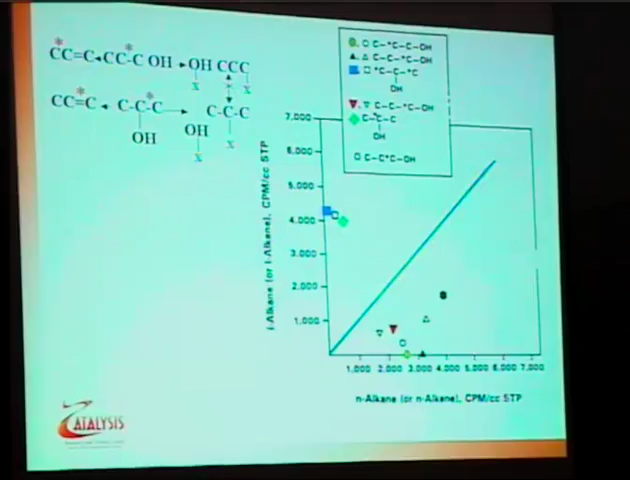 CC=C CC-C OH OH CCC
X X
CC=C C-C-C C-C-C
OH OH X
X
C-*C-C-OH
C-C-*C-OH
*C-C-*C
OH
C-C-*C-OH
C-*C-C
OH
C-C*C-OH
7,000
6,000
5,000
4,000
3,000
2,000
1,000
i-Alkane (or i-Alkene), CPM/cc STP
1,000 2,000 3,000 4,000 5,000 6,000 7,000
n-Alkane (or n-Alkene), CPM/cc STP
CATALYSIS